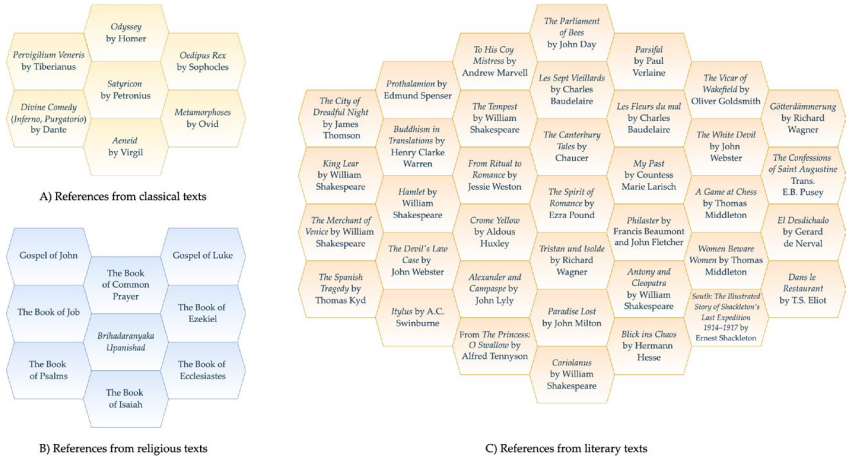 Odyssey
by Homer
Pervigilium Veneris
by Tiberianus
Oedipus Rex
by Sophocles
Satyricon
by Petronius
Divine Comedy
(Inferno, Purgatorio)
by Dante
Metamorphoses
by Ovid
Aeneid
by Virgil
A) References from classical texts
Gospel of John
Gospel of Luke
The Book
of Common
Prayer
The Book of Job
The Book of
Ezekiel
Brihadaranyaka
Upanishad
The Book
of Psalms
The Book of
Ecclesiastes
The Book
of Isaiah
B) References from religious texts
The City of
Dreadful Night
by James
Thomson
King Lear
by William
Shakespeare
The Merchant of
Venice by William
Shakespeare
The Spanish
Tragedy by
Thomas Kyd
Prothalamion by
Edmund Spenser
Buddhism in
Translations by
Henry Clarke
Warren
Hamlet by
William
Shakespeare
The Devil's Law
Case by
John Webster
Itylus by A.C.
Swinburne
To His Coy
Mistress by
Andrew Marvell
The Tempest
by William
Shakespeare
From Ritual to
Romance by
Jessie Weston
Crome Yellow
by Aldous
Huxley
Alexander and
Campaspe by
John Lyly
From The Princess:
O Swallow by
Alfred Tennyson
The Parliament
of Bees
by John Day
Les Sept Vieillards
by Charles
Baudelaire
The Canterbury
Tales by
Chaucer
The Spirit of
Romance by
Ezra Pound
Tristan und Isolde
by Richard
Wagner
Paradise Lost
by John Milton
Coriolanus
by William
Shakespeare
Parsifal
by Paul
Verlaine
Les Fleurs du mal
by Charles
Baudelaire
My Past
by Countess
Marie Larisch
Philaster by
Francis Beaumont
and John Fletcher
Antony and
Cleopatra
by William
Shakespeare
Blick ins Chaos
by Hermann
Hesse
The Vicar of
Wakefield by
Oliver Goldsmith
The White Devil
by John
Webster
A Game at Chess
by Thomas
Middleton
Women Beware
Women by Thomas
Middleton
South: The Illustrated
Story of Shackleton's
Last Expedition
1914–1917 by
Ernest Shackleton
Götterdämmerung
by Richard
Wagner
The Confessions
of Saint Augustine
Trans.
E.B. Pusey
El Desdichado
by Gerard
de Nerval
Dans le
Restaurant
by T.S. Eliot
C) References from literary texts